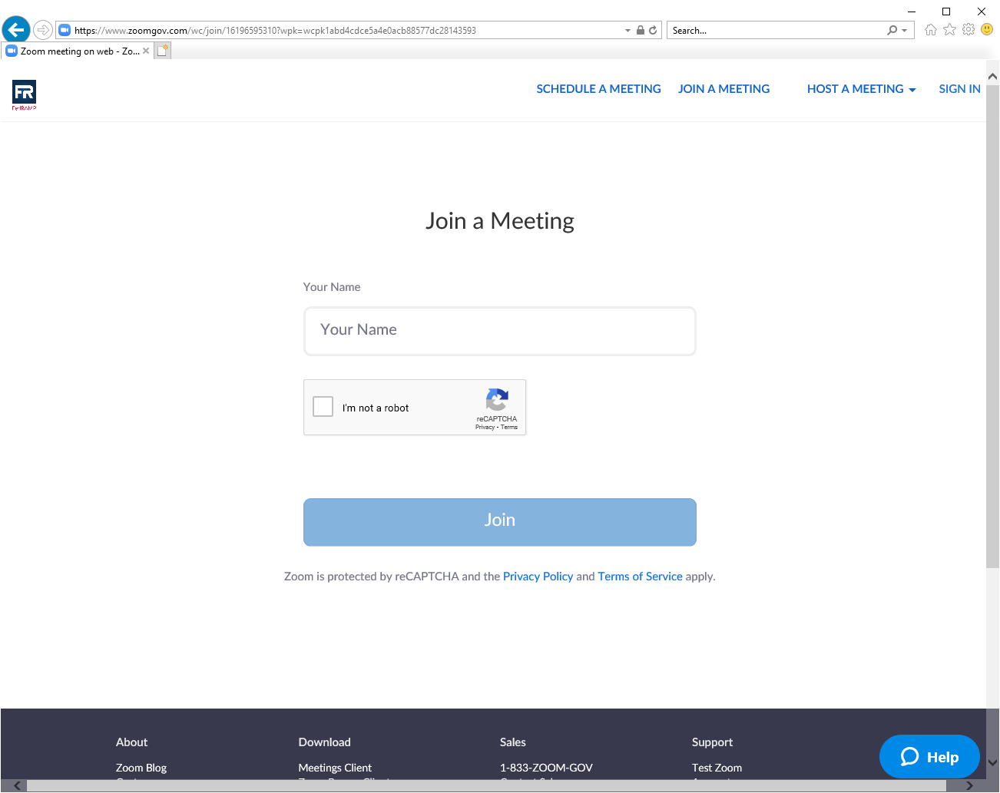 https://www.zoomgov.com/wc/join/16196595310?wpk=wcpk1abd4cdce5a4e0acb88577dc28143593
Search...
Zoom meeting on web - Zo...
FR
FedRAMP
SCHEDULE A MEETING
JOIN A MEETING
HOST A MEETING
SIGN IN
Join a Meeting
Your Name
Your Name
I'm not a robot
reCAPTCHA
Privacy - Terms
Join
Zoom is protected by reCAPTCHA and the Privacy Policy and Terms of Service apply.
About
Download
Sales
Support
Zoom Blog
Meetings Client
1-833-ZOOM-GOV
Test Zoom
Help